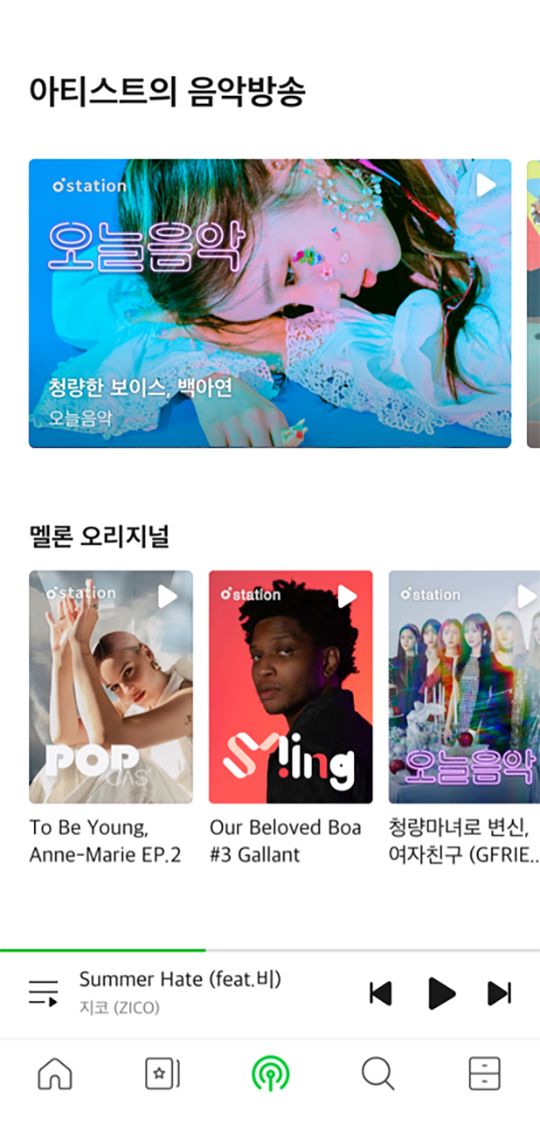 아티스트의 음악방송
station
오늘음악
청량한 보이스, 백아연
오늘음악
멜론 오리지널
station
POP
CAST
To Be Young,
Anne-Marie EP.2
station
SMing
Our Beloved Boa
#3 Gallant
station
오늘음악
청량마녀로 변신,
여자친구 (GFRIE..
Summer Hate (feat.비)
지코 (ZICO)